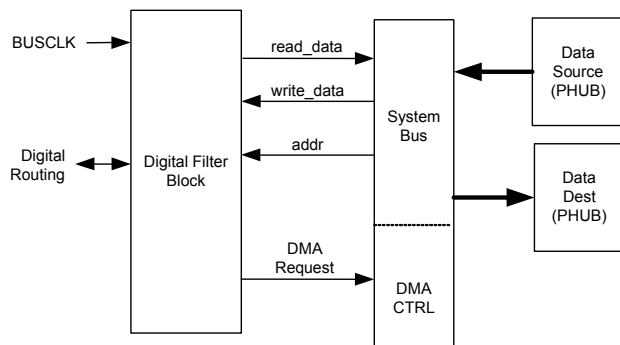 BUSCLK
Digital
Routing
Digital Filter
Block
read_data
write_data
addr
DMA
Request
System
Bus
DMA
CTRL
Data
Source
(PHUB)
Data
Dest
(PHUB)